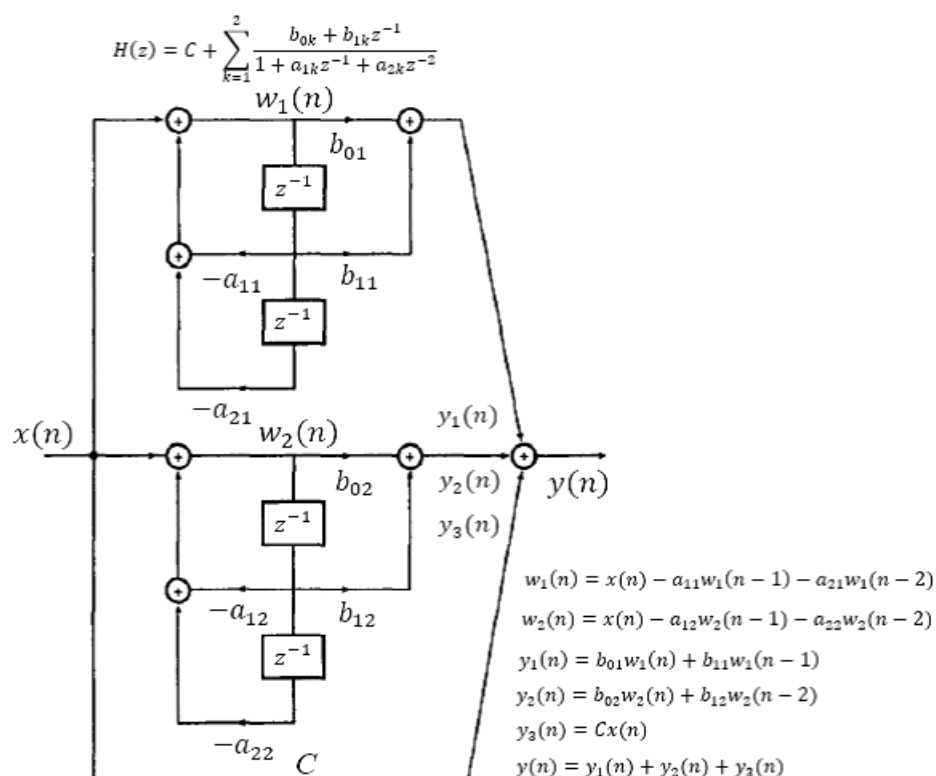 H(z) = C + \sum_{k=1}^{2} \frac{b_{0k} + b_{1k}z^{-1}}{1 + a_{1k}z^{-1} + a_{2k}z^{-2}}
w_1(n)
+ +
b_{01}
z^{-1}
+
-a_{11} b_{11}
z^{-1}
-a_{21}
y_1(n)
x(n) w_2(n)
+ + +
b_{02} y_2(n) y(n)
z^{-1} y_3(n)
w_1(n) = x(n) - a_{11}w_1(n-1) - a_{21}w_1(n-2)
+
-a_{12} b_{12}
w_2(n) = x(n) - a_{12}w_2(n-1) - a_{22}w_2(n-2)
z^{-1}
y_1(n) = b_{01}w_1(n) + b_{11}w_1(n-1)
y_2(n) = b_{02}w_2(n) + b_{12}w_2(n-2)
-a_{22}
y_3(n) = Cx(n)
C
y(n) = y_1(n) + y_2(n) + y_3(n)